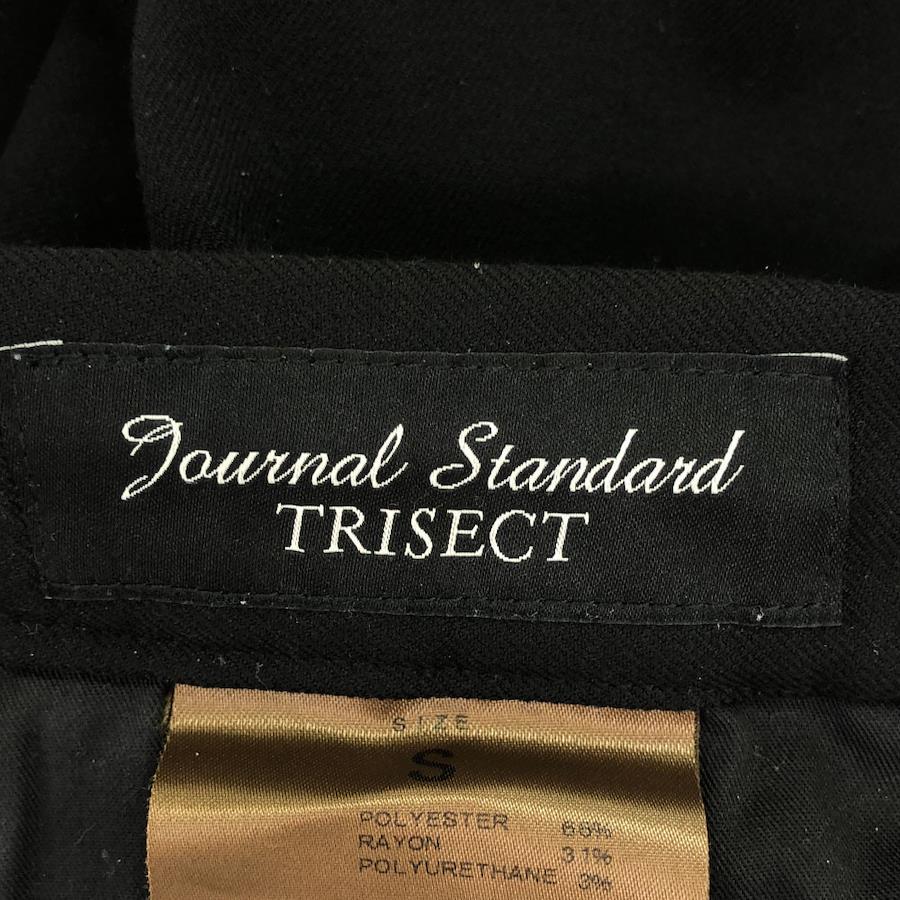 Journal Standard
TRISECT
SIZE
S
POLYESTER 66%
RAYON 31%
POLYURETHANE 3%